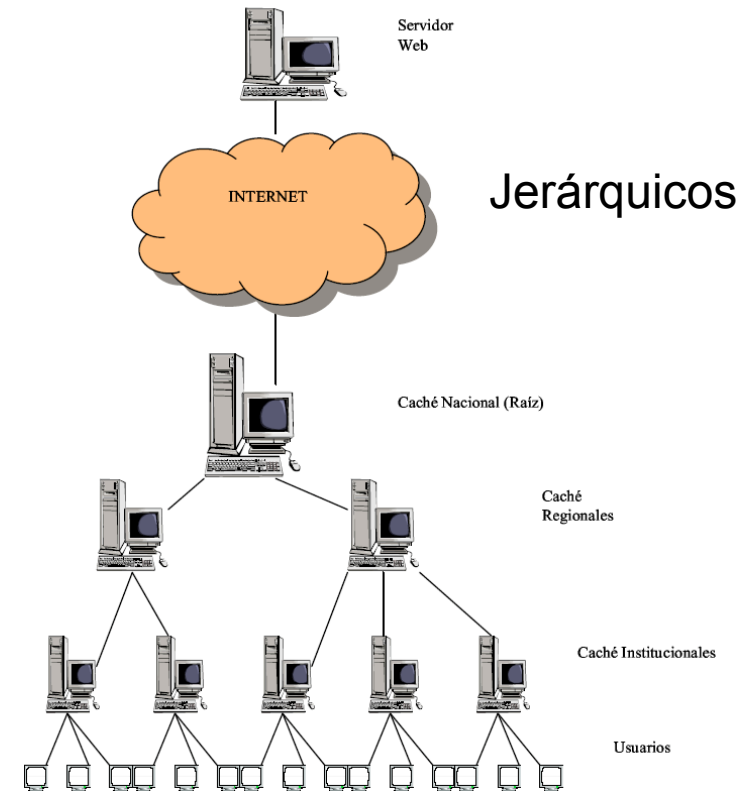 Servidor
Web
INTERNET
Jerárquicos
Caché Nacional (Raíz)
Caché
Regionales
Caché Institucionales
Usuarios